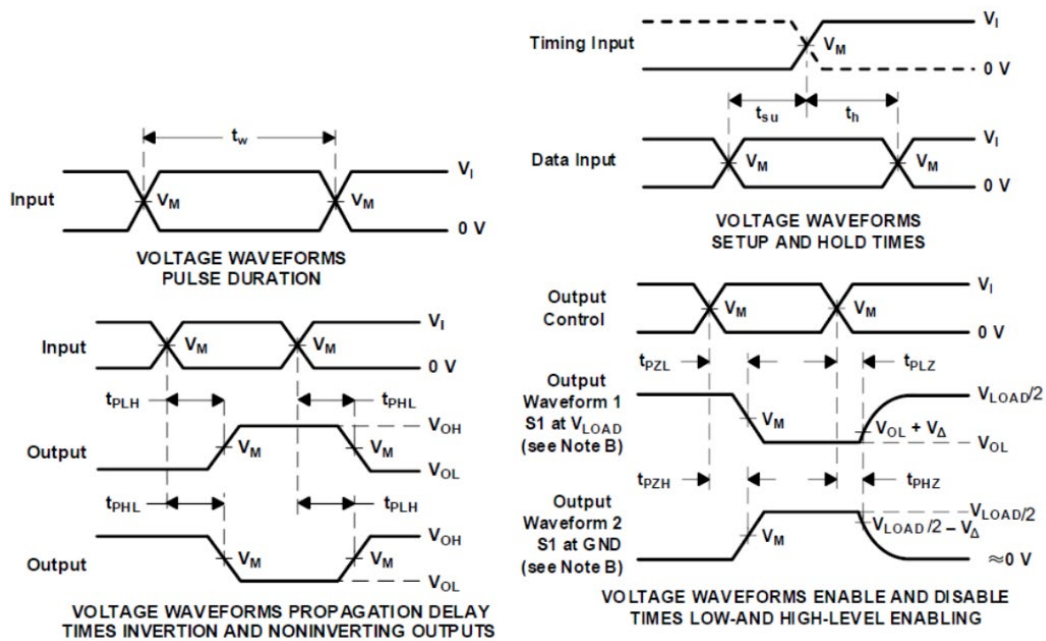 t_w
Input
V_M
V_M
V_I
0 V
VOLTAGE WAVEFORMS
PULSE DURATION
Timing Input
V_M
V_I
0 V
t_su
t_h
Data Input
V_M
V_M
V_I
0 V
VOLTAGE WAVEFORMS
SETUP AND HOLD TIMES
Input
V_M
V_M
V_I
0 V
t_PLH
t_PHL
Output
V_M
V_M
V_OH
V_OL
t_PHL
t_PLH
Output
V_M
V_M
V_OH
V_OL
VOLTAGE WAVEFORMS PROPAGATION DELAY
TIMES INVERTION AND NONINVERTING OUTPUTS
Output
Control
V_M
V_M
V_I
0 V
t_PZL
t_PLZ
Output
Waveform 1
S1 at V_LOAD
(see Note B)
V_M
V_LOAD/2
V_OL + V_Δ
V_OL
t_PZH
t_PHZ
Output
Waveform 2
S1 at GND
(see Note B)
V_M
V_LOAD/2
V_LOAD/2 – V_Δ
≈0 V
VOLTAGE WAVEFORMS ENABLE AND DISABLE
TIMES LOW-AND HIGH-LEVEL ENABLING